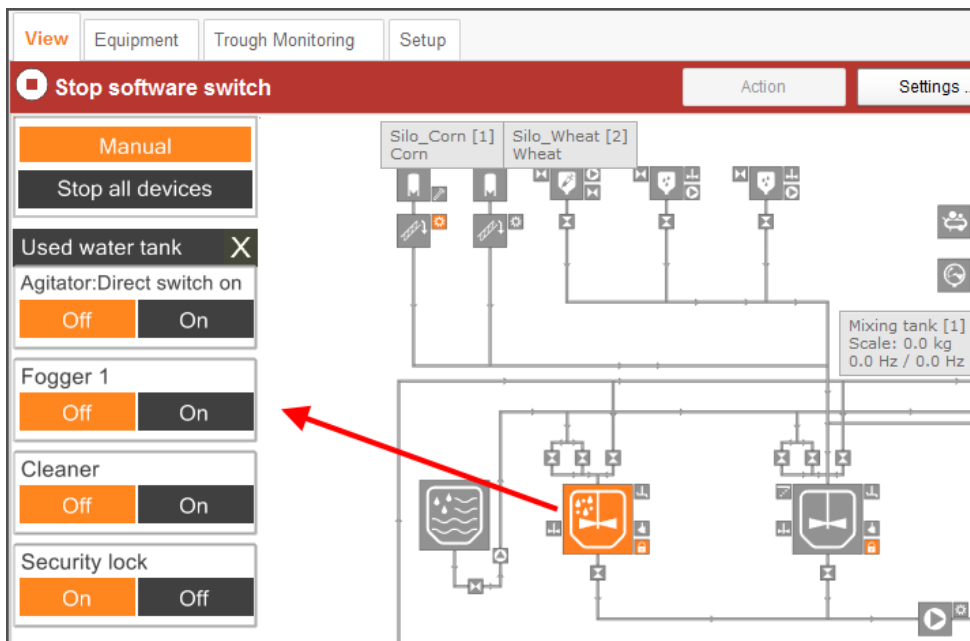 View Equipment Trough Monitoring Setup
Stop software switch Action Settings ..
Manual
Stop all devices
Used water tank X
Agitator:Direct switch on
Off On
Fogger 1
Off On
Cleaner
Off On
Security lock
On Off
Silo_Corn [1]
Corn
Silo_Wheat [2]
Wheat
Mixing tank [1]
Scale: 0.0 kg
0.0 Hz / 0.0 Hz